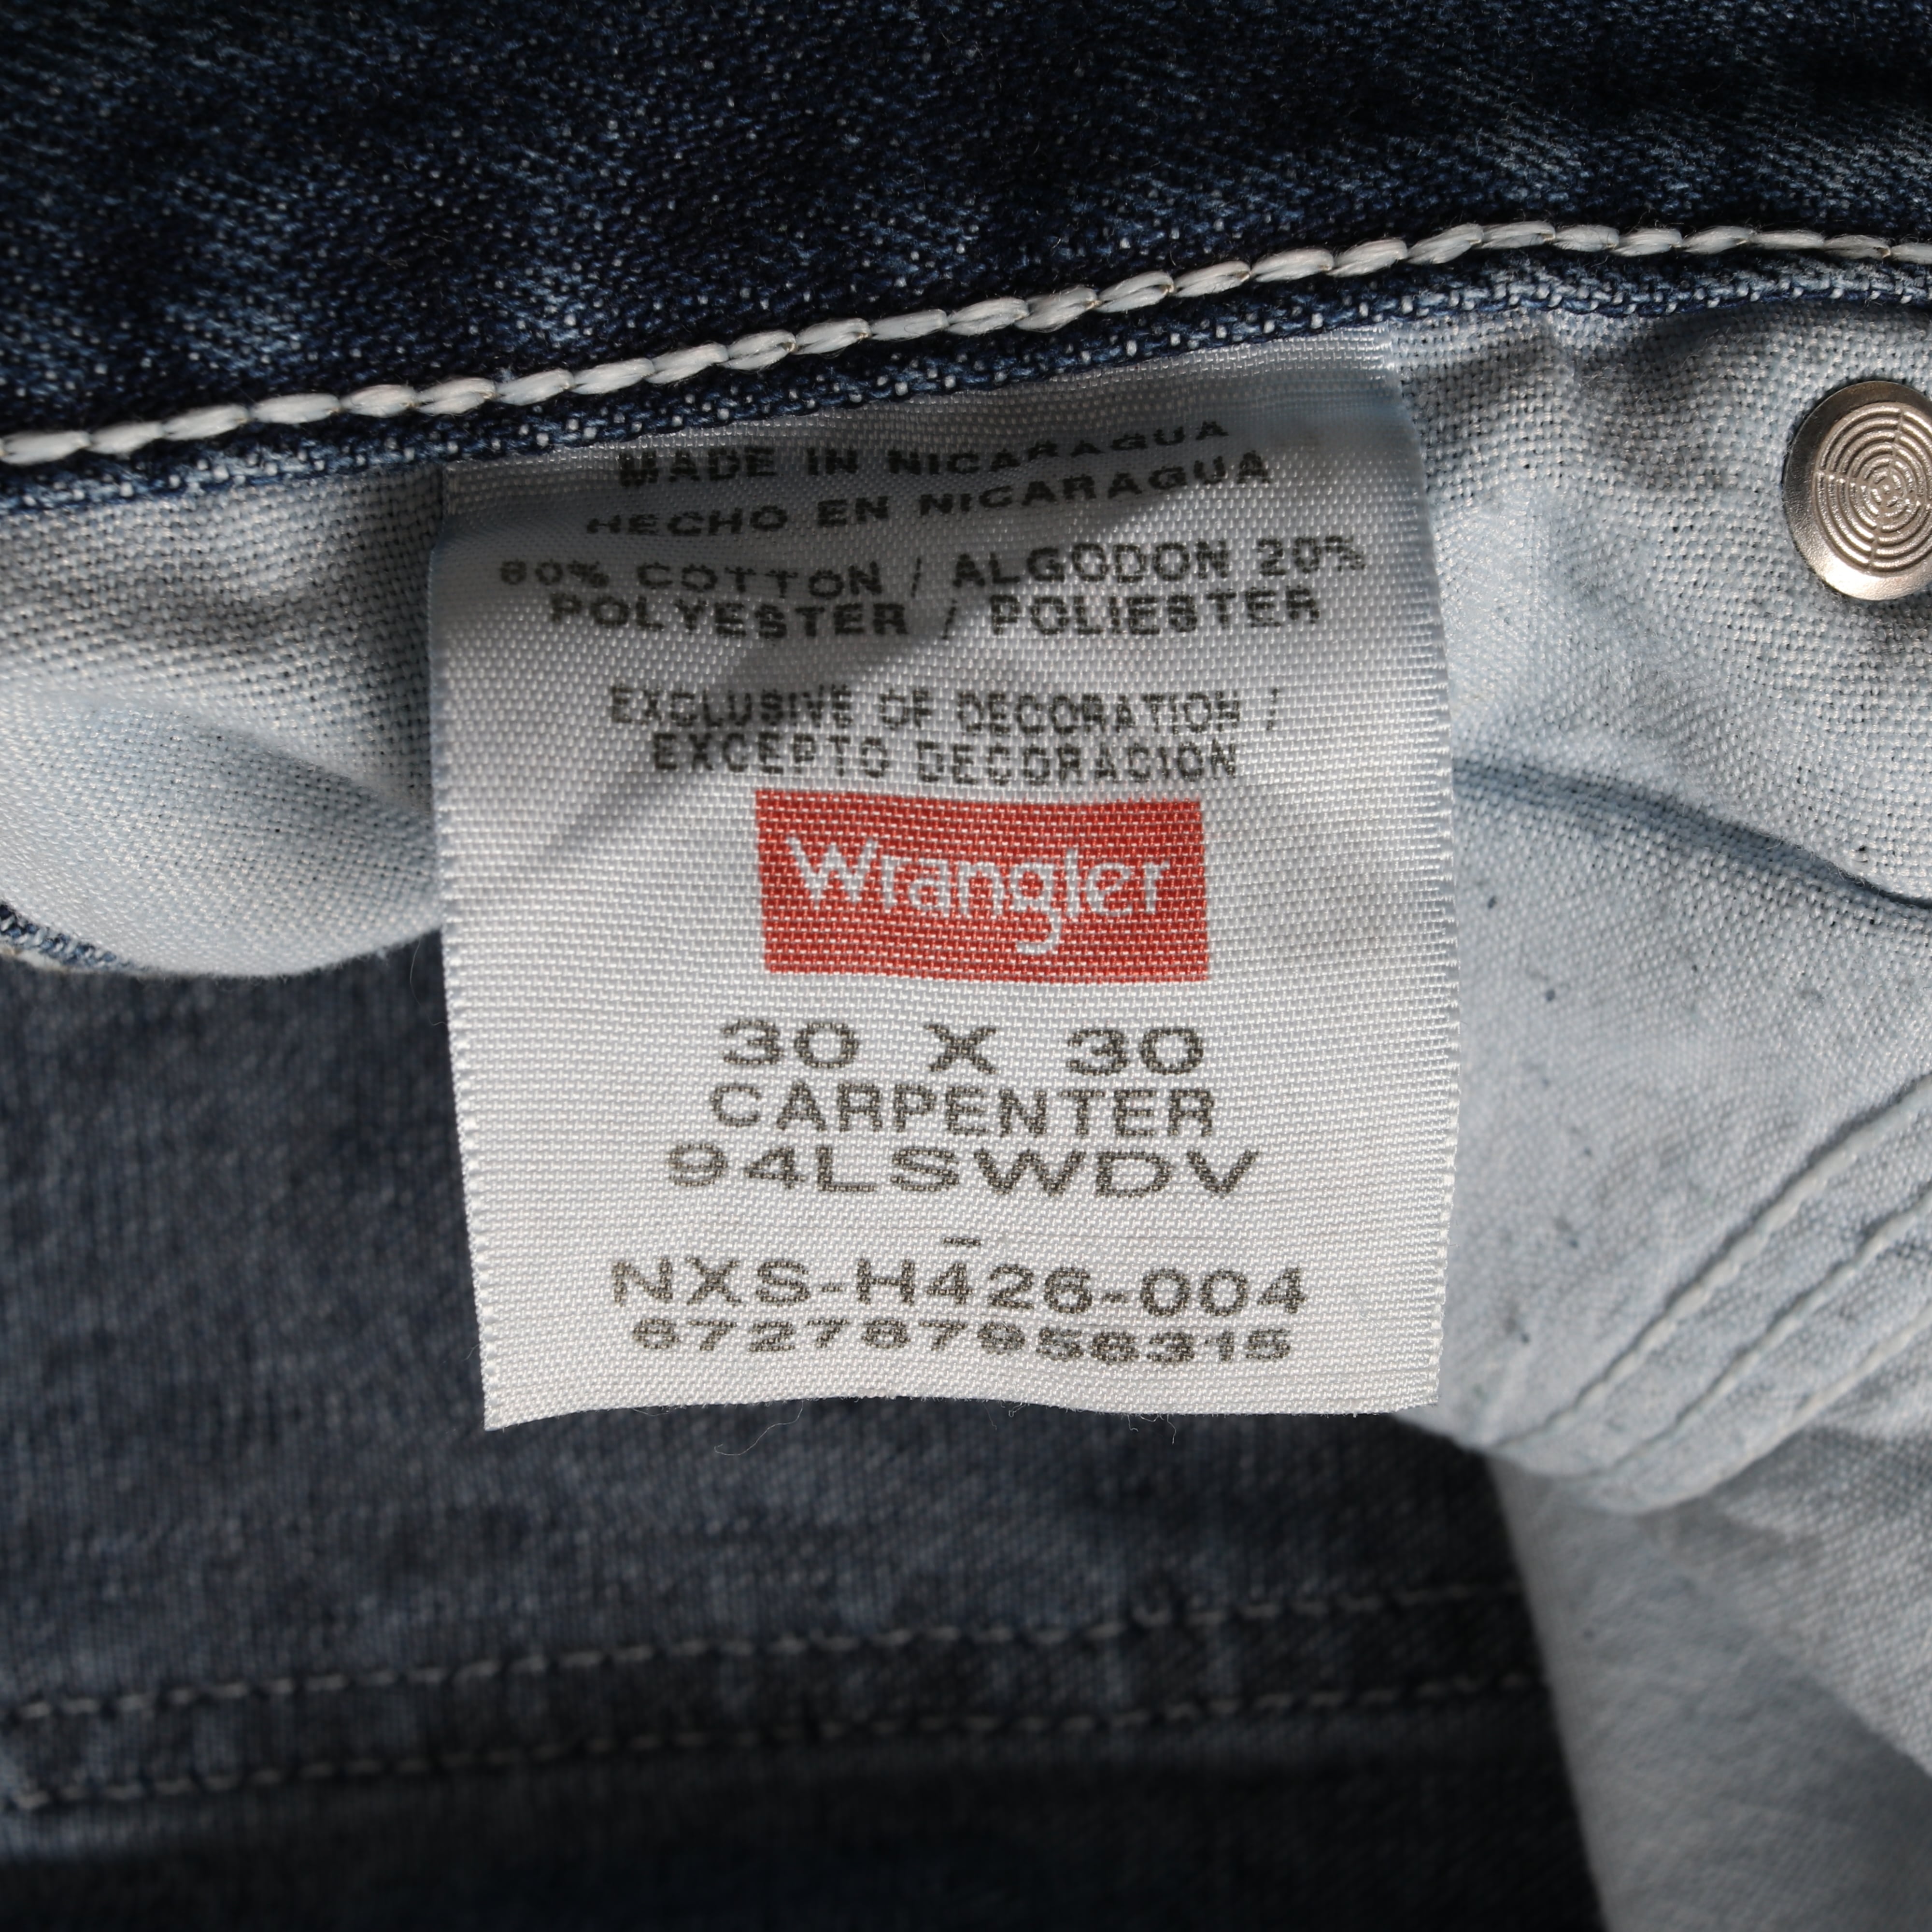 MADE IN NICARAGUA
HECHO EN NICARAGUA
80% COTTON / ALGODON 20%
POLYESTER / POLIESTER
EXCLUSIVE OF DECORATION /
EXCEPTO DECORACION
Wrangler
30 X 30
CARPENTER
94LSWDV
-
NXS-H426-004